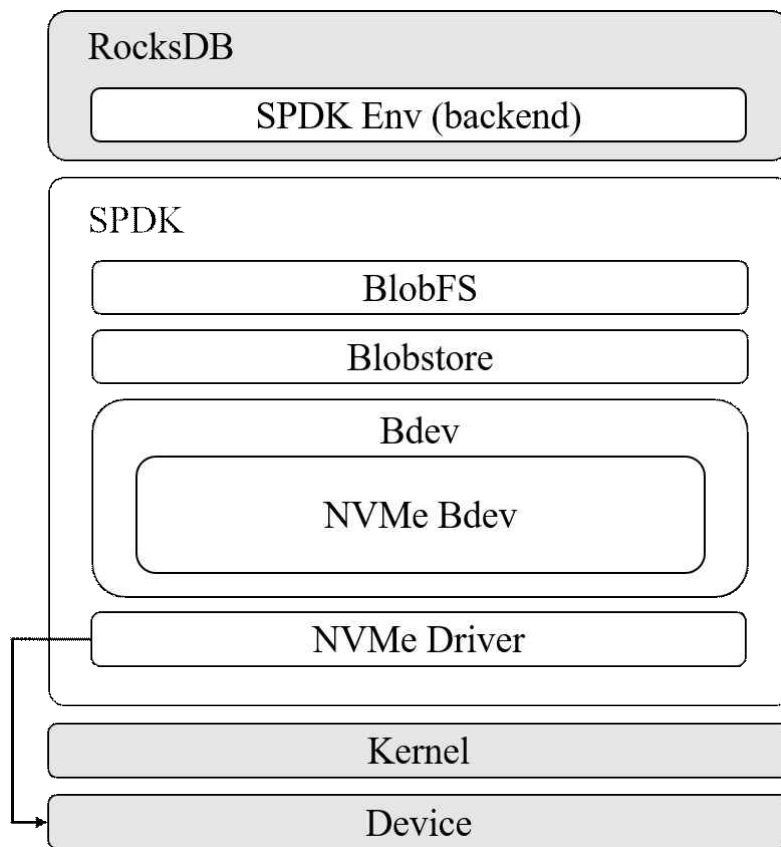 RocksDB
SPDK Env (backend)
SPDK
BlobFS
Blobstore
Bdev
NVMe Bdev
NVMe Driver
Kernel
Device